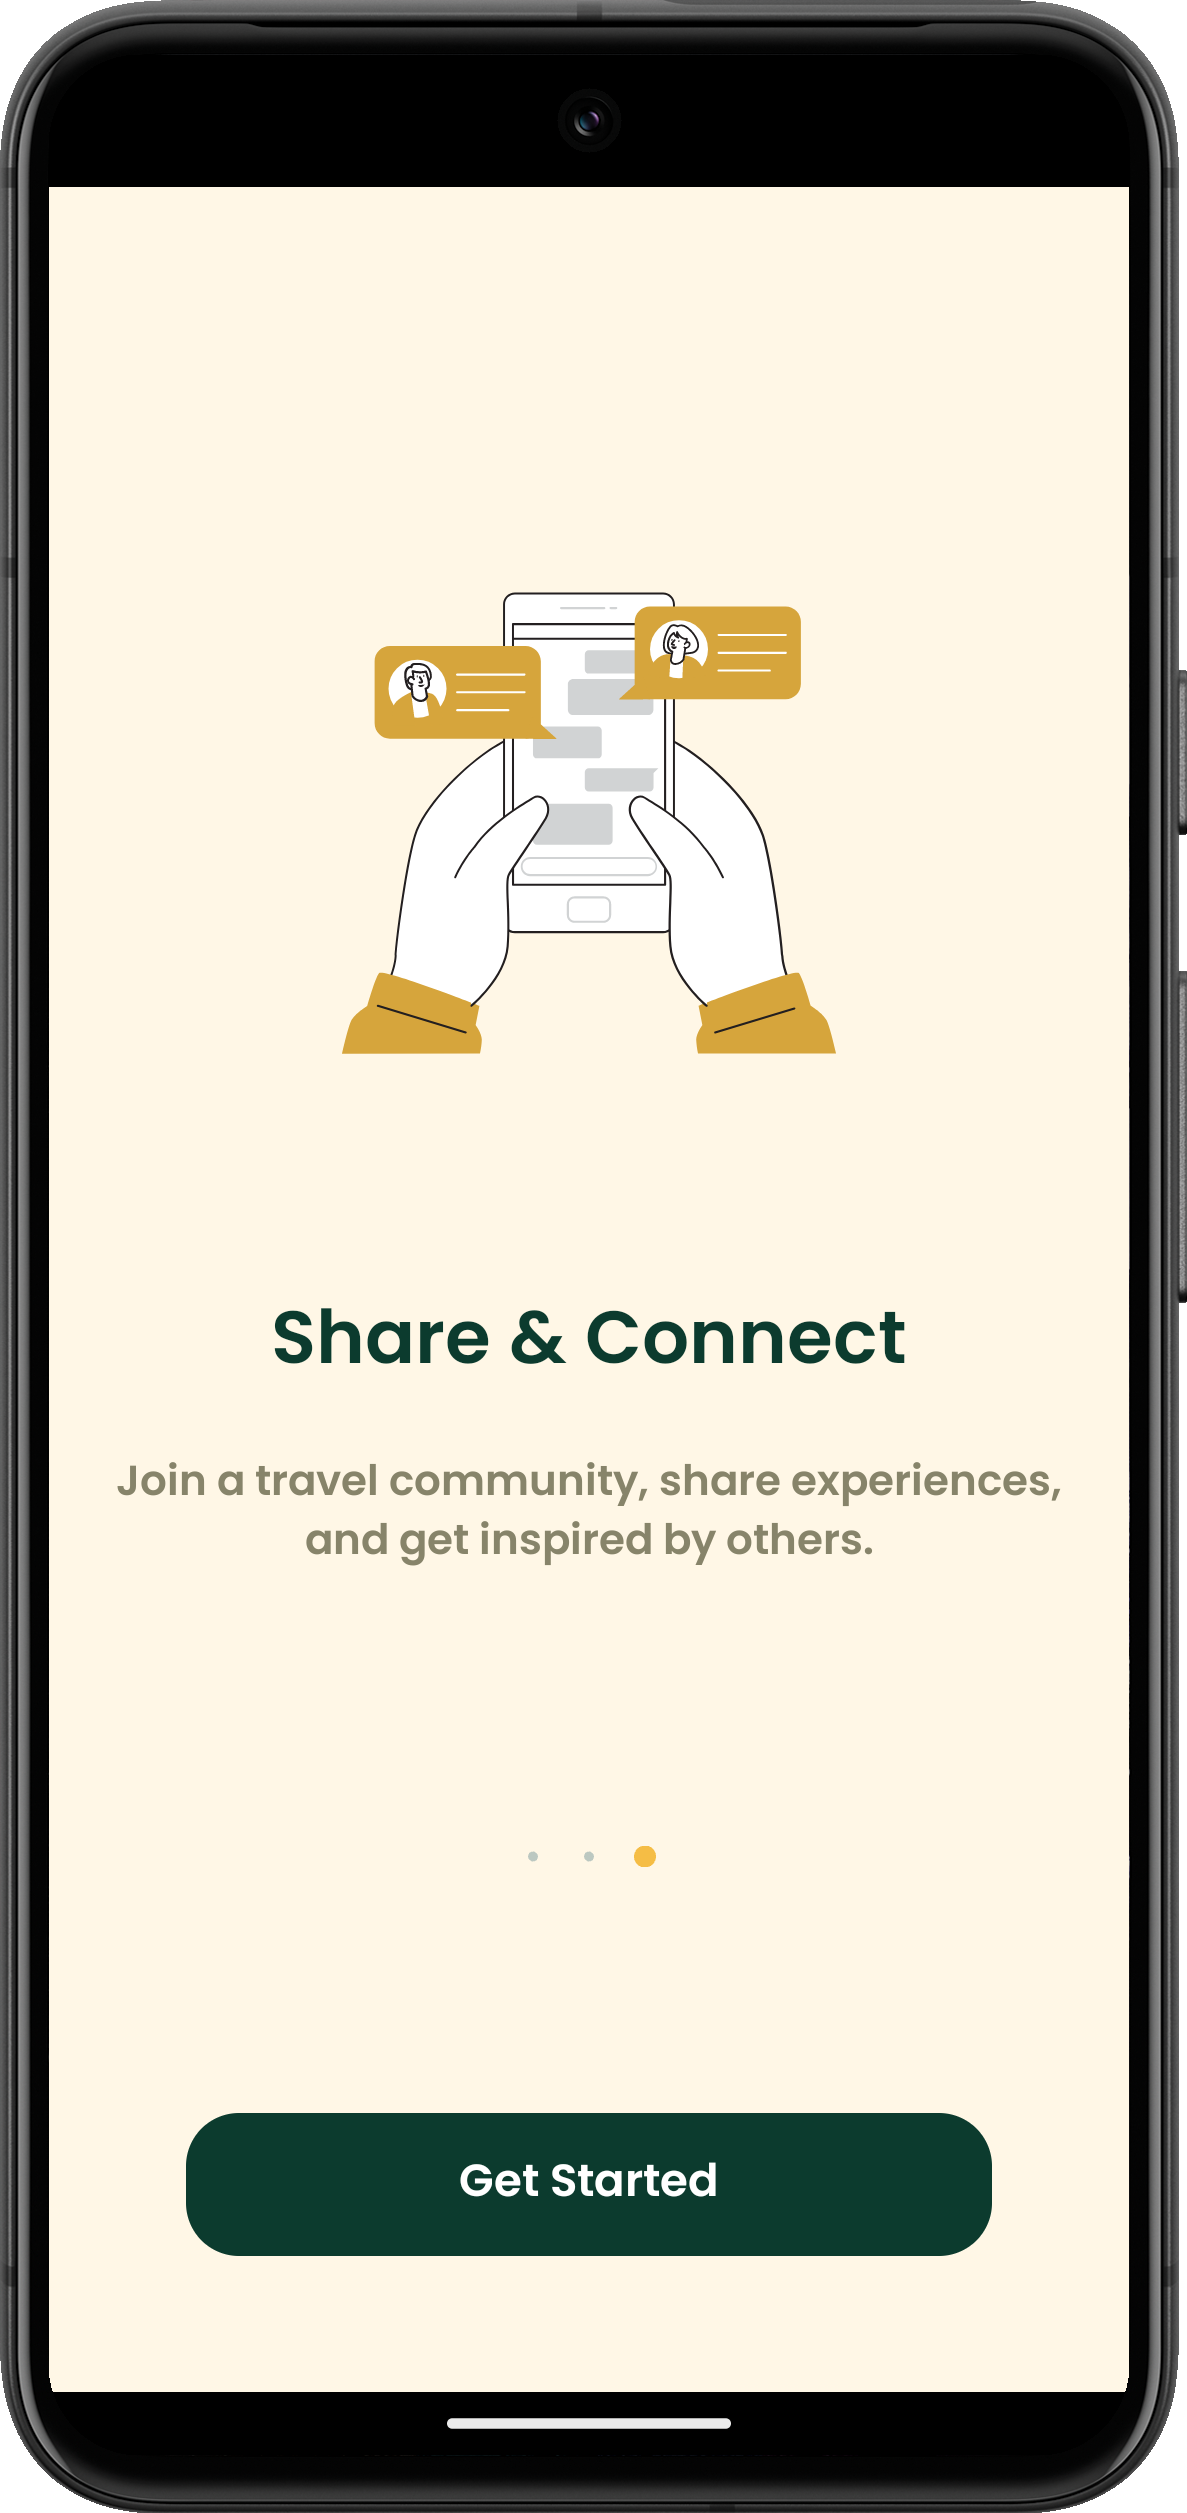 Share & Connect
Join a travel community, share experiences,
and get inspired by others.
Get Started